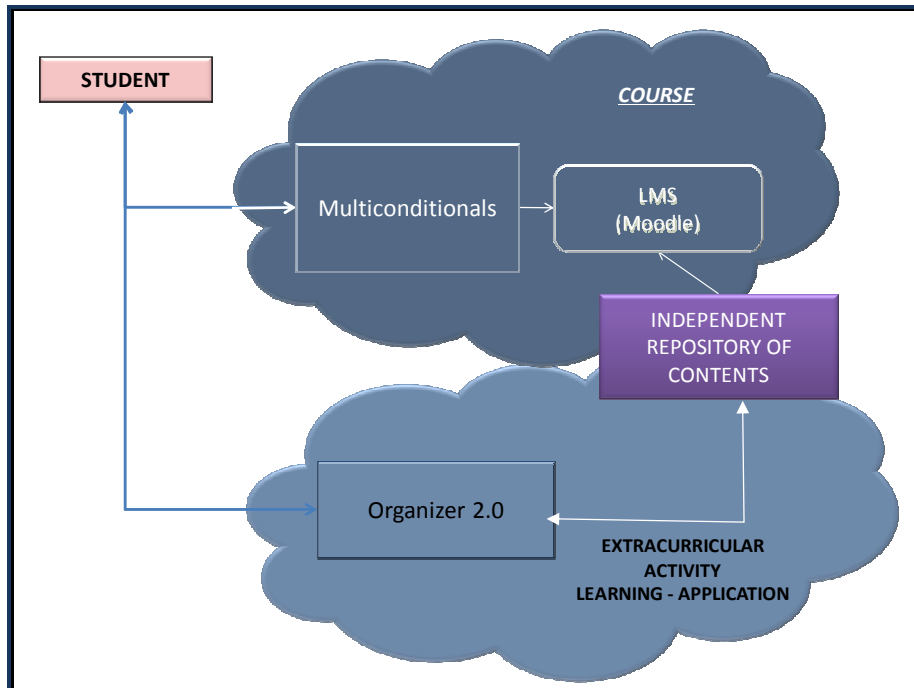 STUDENT
COURSE
Multiconditionals
LMS
(Moodle)
INDEPENDENT
REPOSITORY OF
CONTENTS
Organizer 2.0
EXTRACURRICULAR
ACTIVITY
LEARNING - APPLICATION